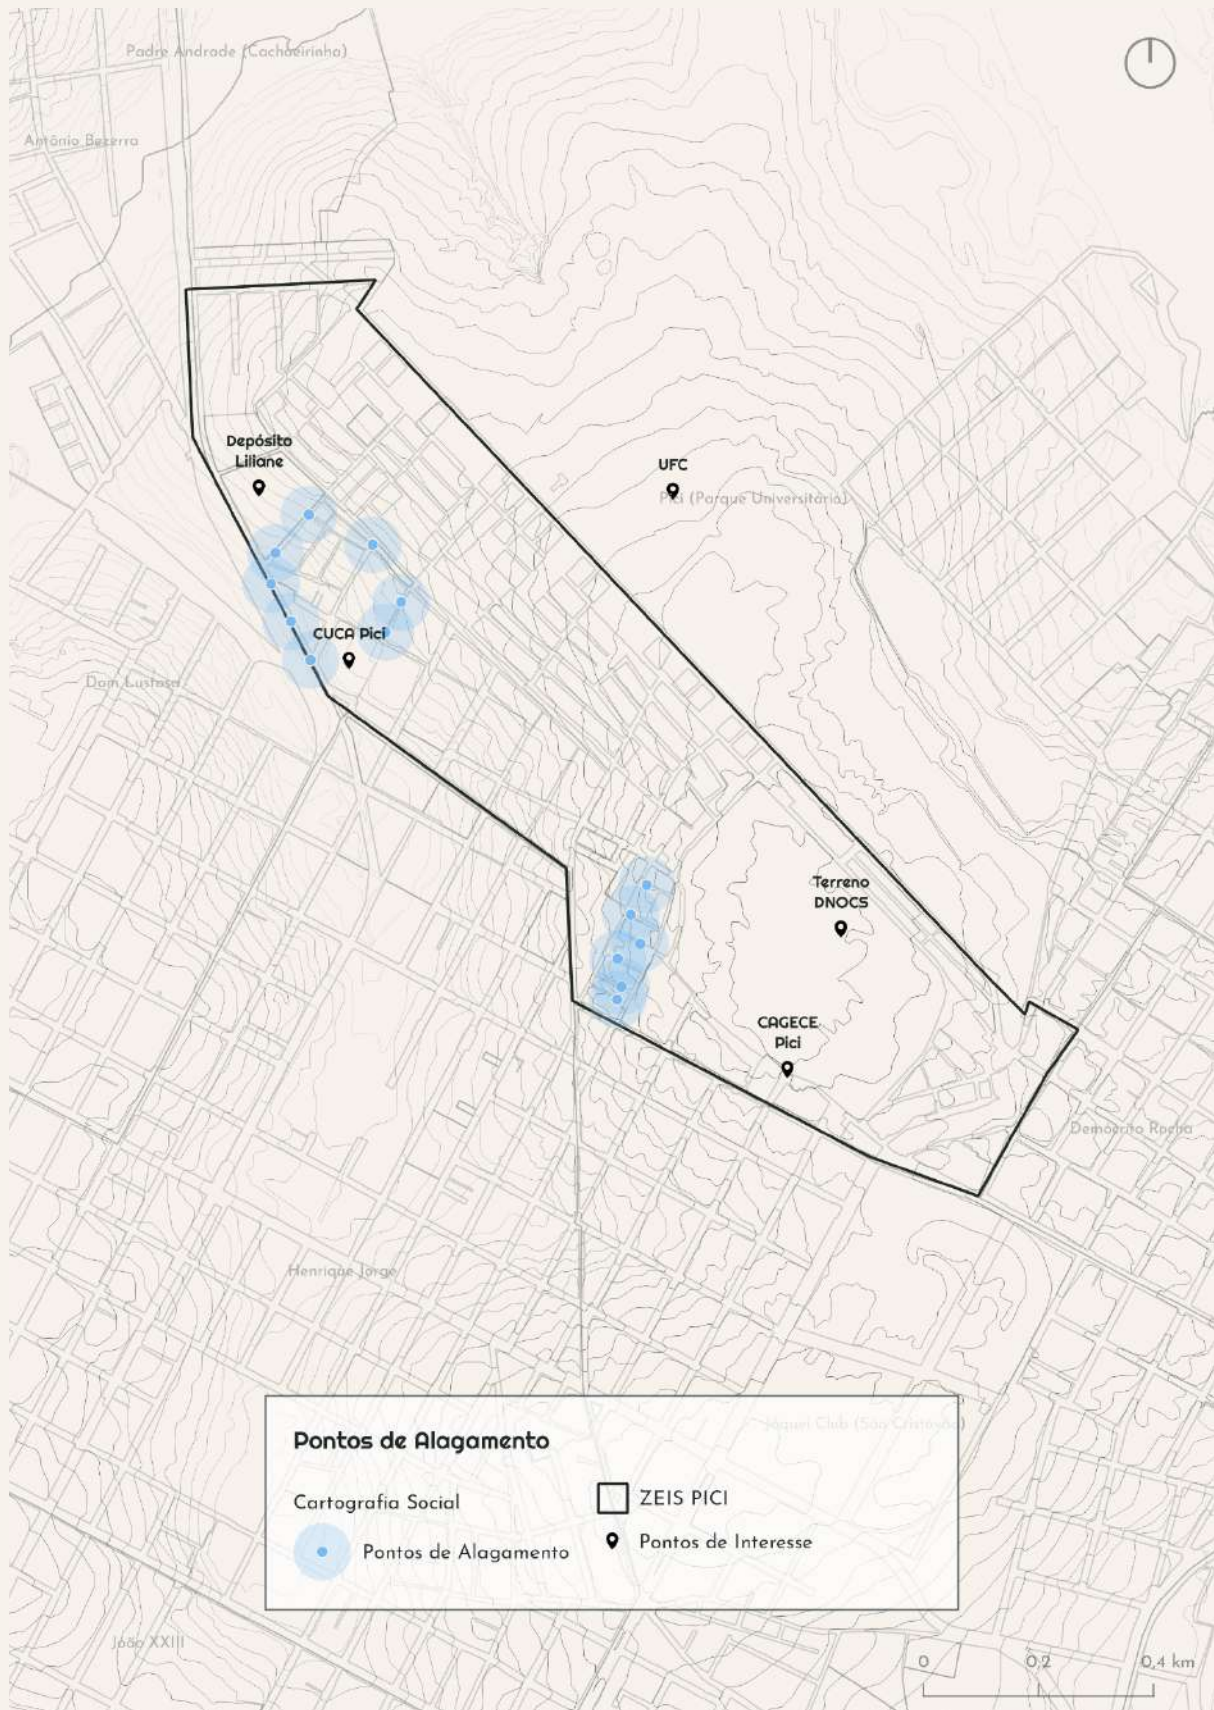 Padre Andrade (Cachoeirinha)
Antônio Bezerra
Depósito
Liliane
UFC
Pici (Parque Universitário)
CUCA Pici
Dom Lustosa
Terreno
DNOCS
CAGECE
Pici
Demócrito Rocha
Henrique Jorge
Jóquei Club (São Cristóvão)
Pontos de Alagamento
Cartografia Social
ZEIS PICI
Pontos de Alagamento
Pontos de Interesse
João XXIII
0 0,2 0,4 km